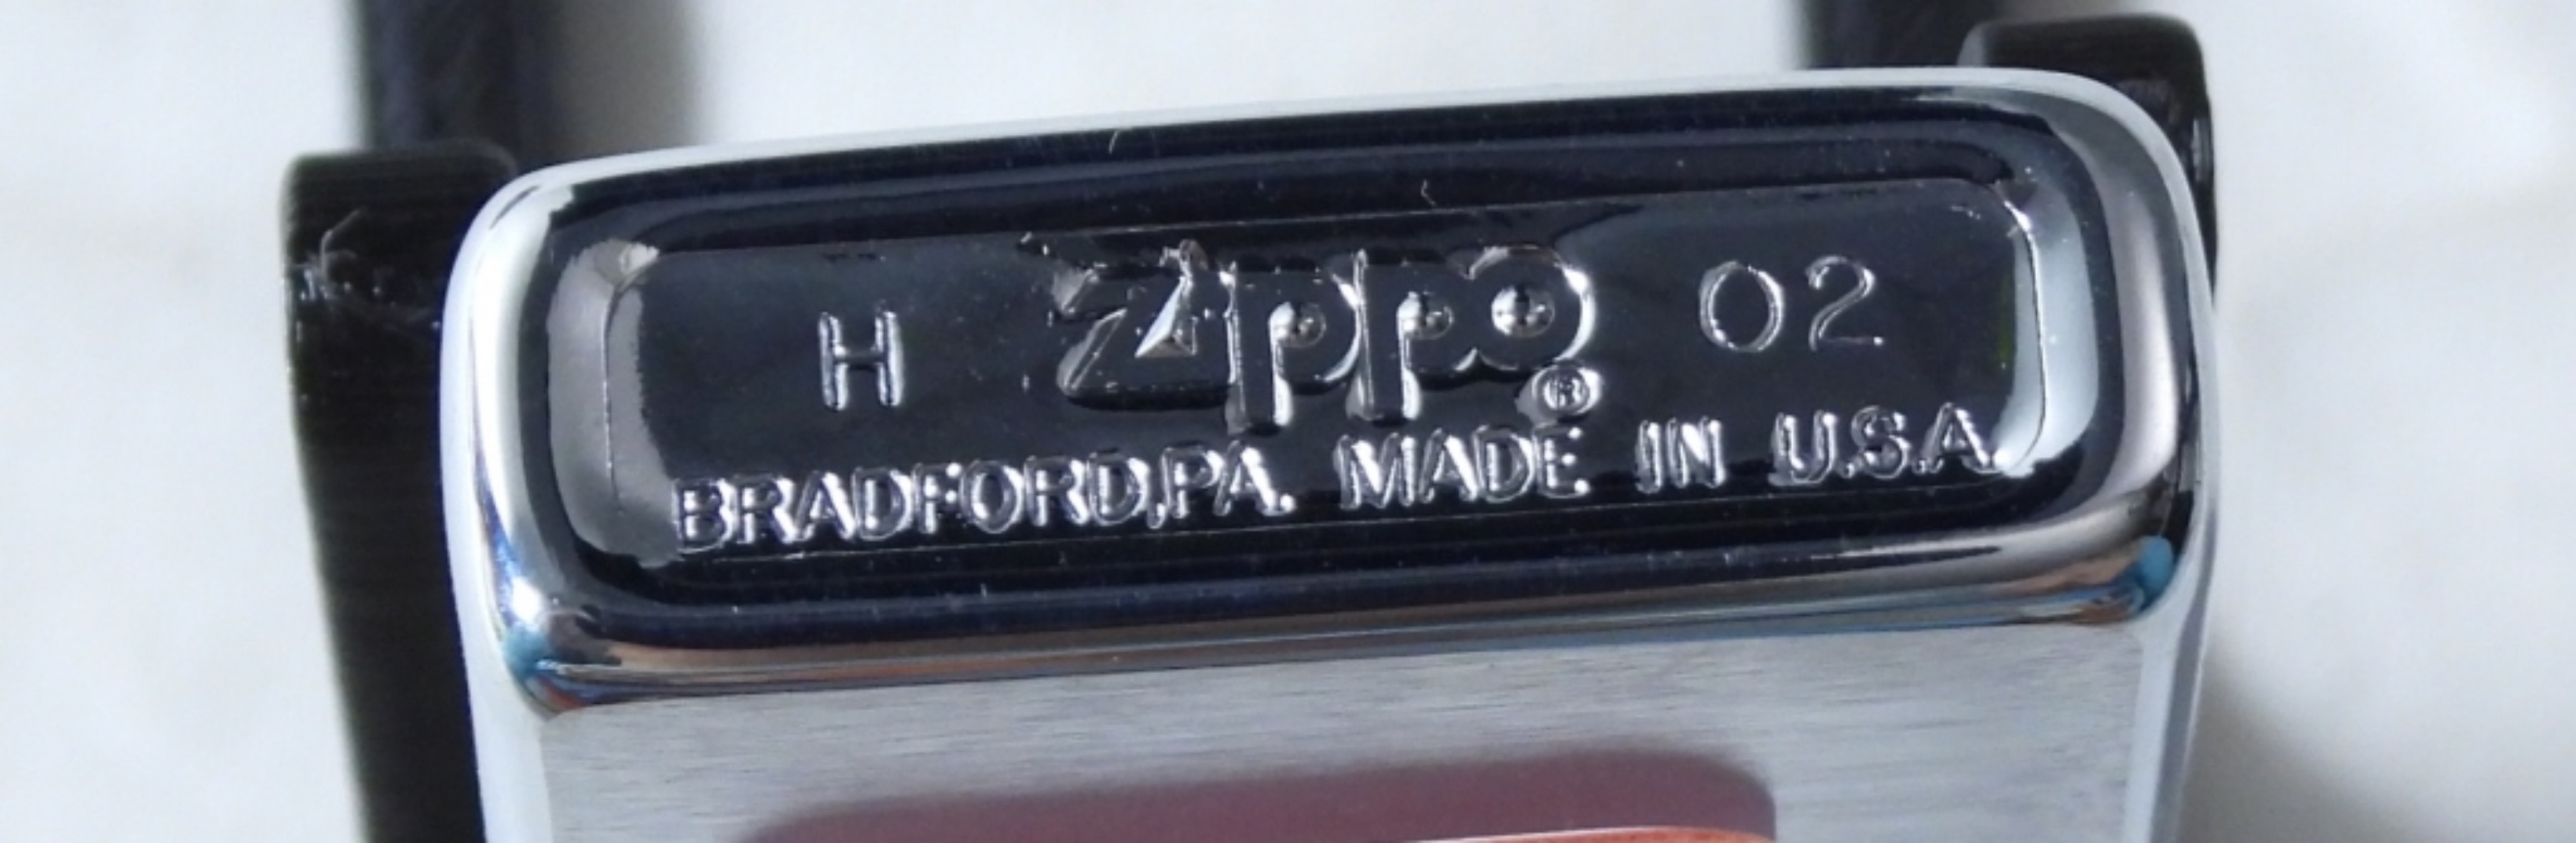 H Zippo® 02
BRADFORD,PA. MADE IN U.S.A.